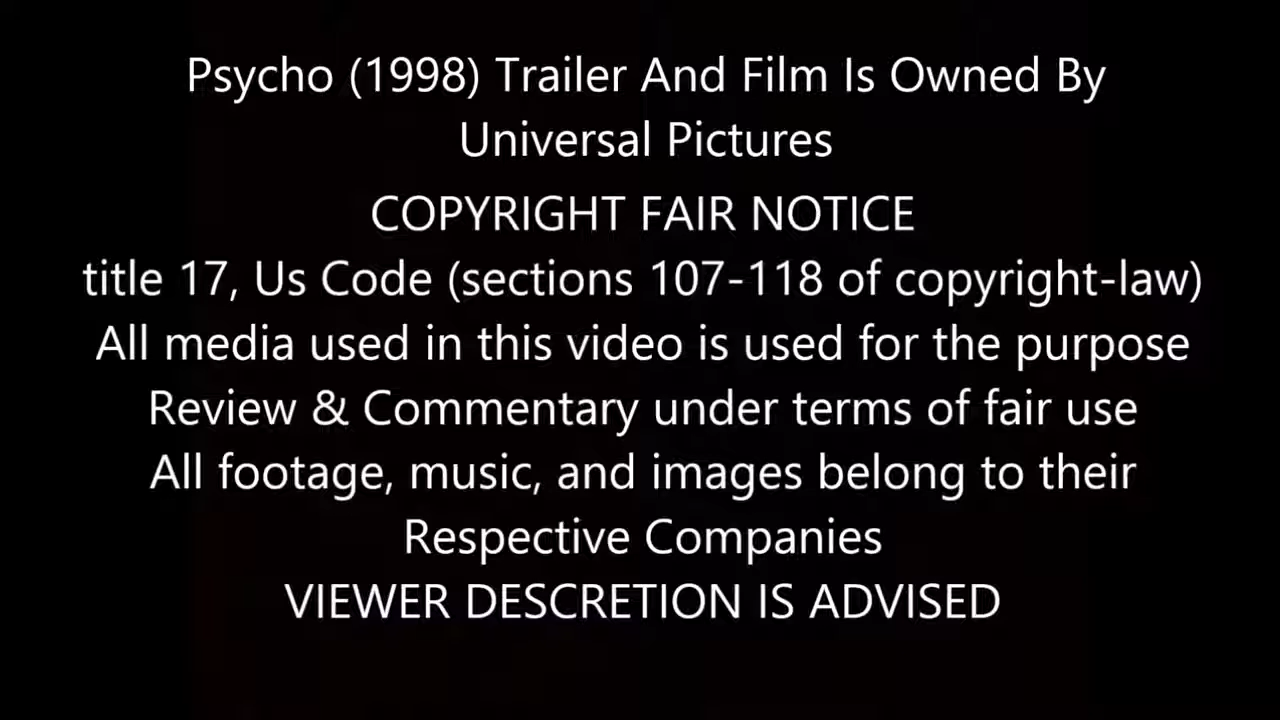 Psycho (1998) Trailer And Film Is Owned By
Universal Pictures
COPYRIGHT FAIR NOTICE
title 17, Us Code (sections 107-118 of copyright-law)
All media used in this video is used for the purpose
Review & Commentary under terms of fair use
All footage, music, and images belong to their
Respective Companies
VIEWER DESCRETION IS ADVISED